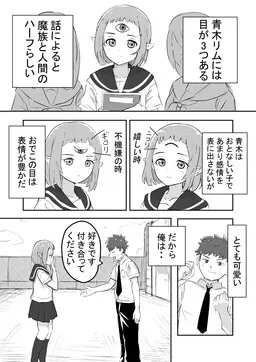 青木リムには
目が3つある
話によると
魔族と人間の
ハーフらしい
青木は
おとなしい子で
あまり感情を
表に出さないが
ニコリ
嬉しい時
不機嫌の時
ギロリ
おでこの目は
表情が豊かだ
とても可愛い
だから
俺は・・
好きです
付き合って
ください